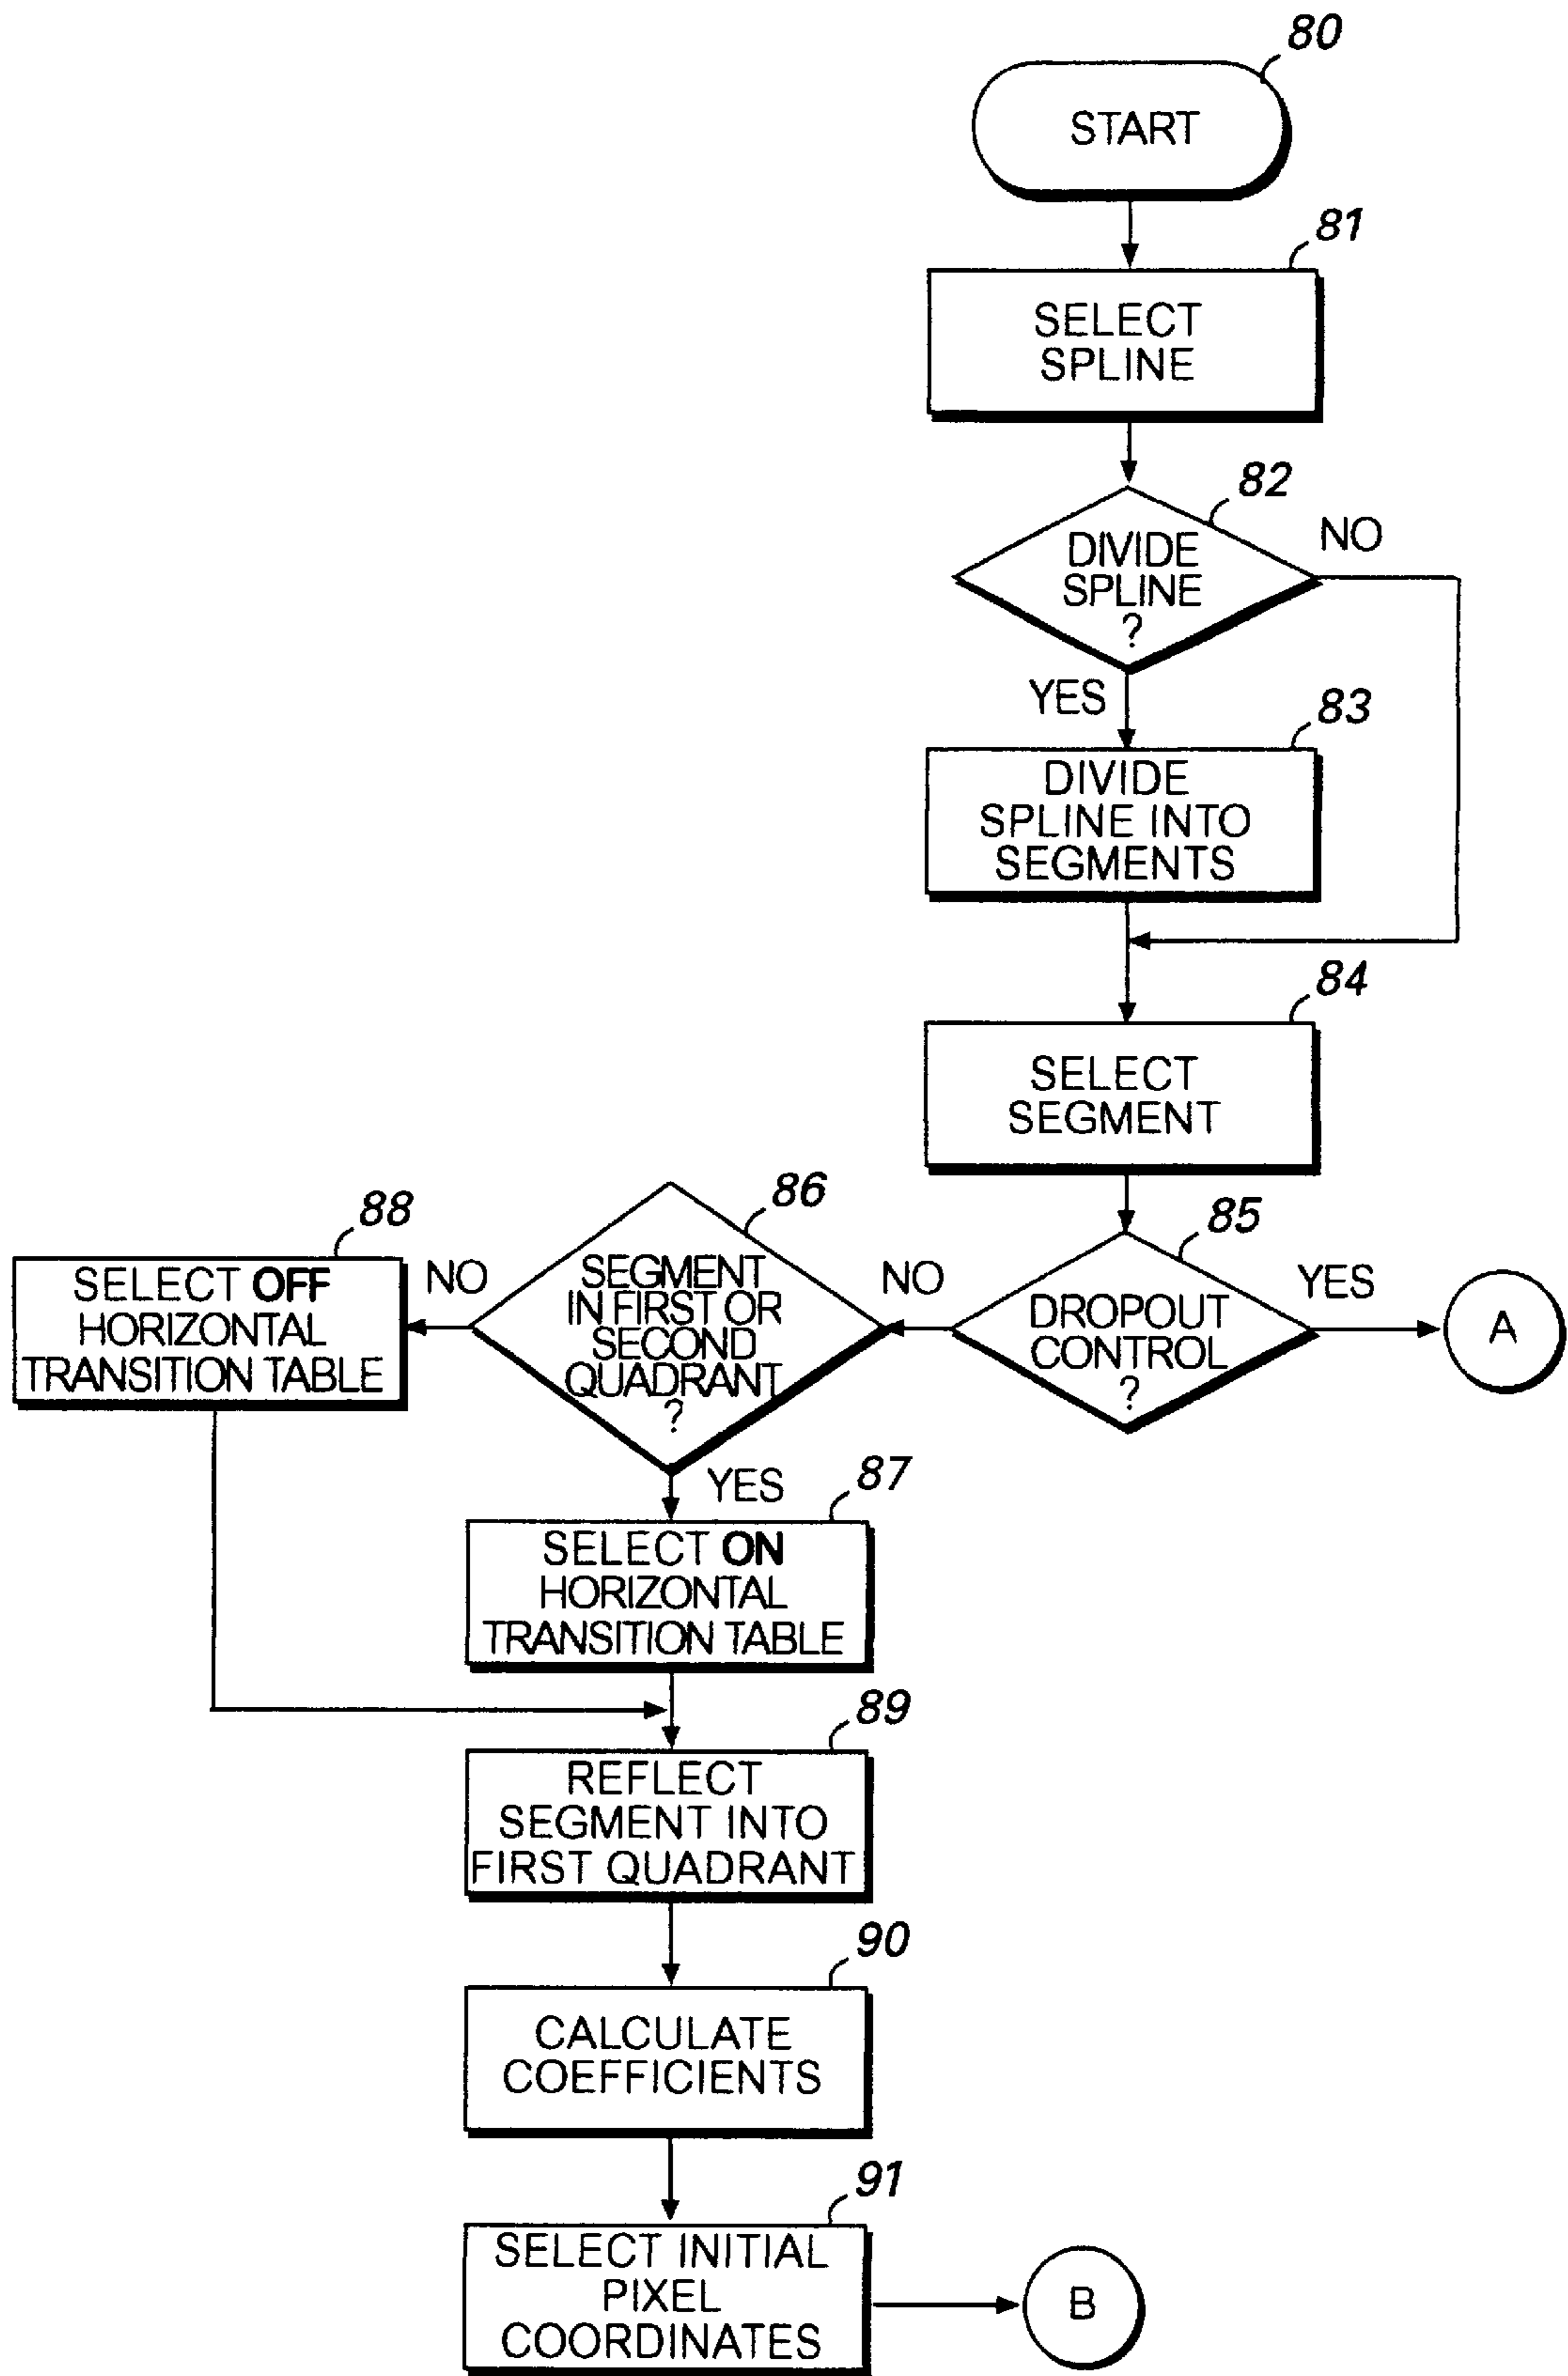 80
START
81
SELECT
SPLINE
82
DIVIDE
SPLINE
?
NO
YES
83
DIVIDE
SPLINE INTO
SEGMENTS
84
SELECT
SEGMENT
85
DROPOUT
CONTROL
?
YES
A
NO
86
SEGMENT
IN FIRST OR
SECOND
QUADRANT
?
NO
88
SELECT OFF
HORIZONTAL
TRANSITION TABLE
YES
87
SELECT ON
HORIZONTAL
TRANSITION TABLE
89
REFLECT
SEGMENT INTO
FIRST QUADRANT
90
CALCULATE
COEFFICIENTS
91
SELECT INITIAL
PIXEL
COORDINATES
B